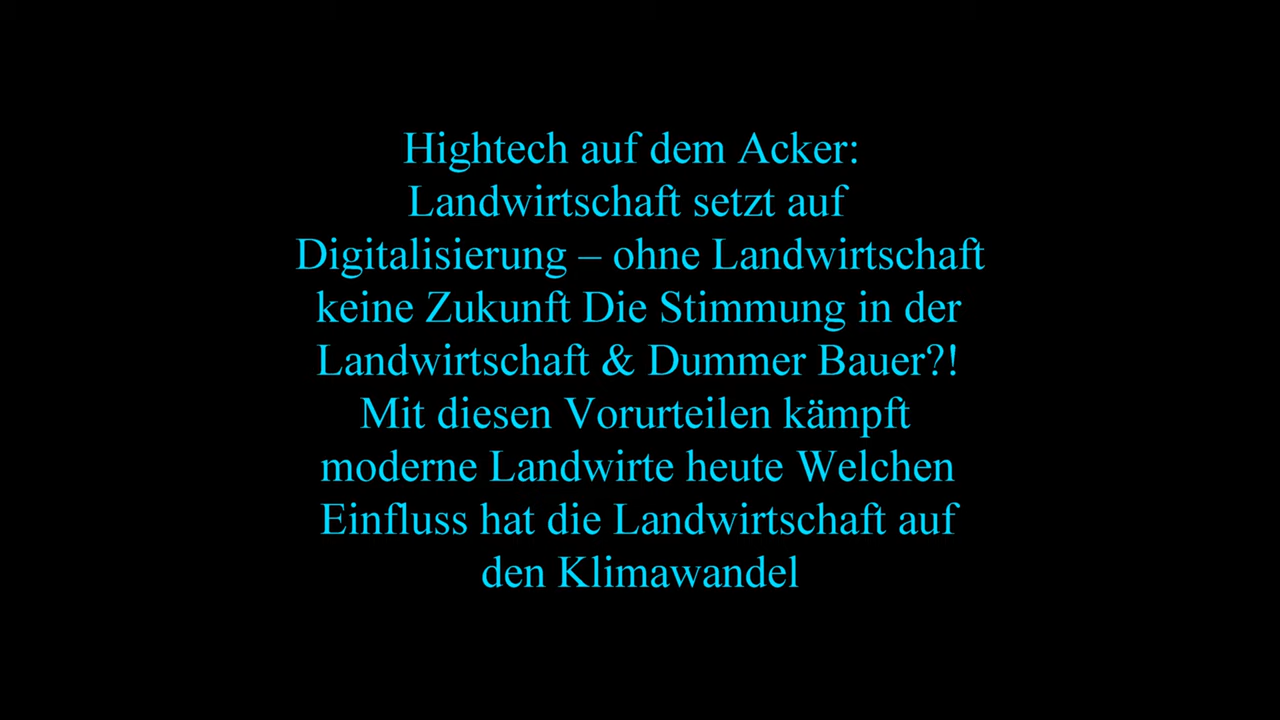 Hightech auf dem Acker:
Landwirtschaft setzt auf
Digitalisierung – ohne Landwirtschaft
keine Zukunft Die Stimmung in der
Landwirtschaft & Dummer Bauer?!
Mit diesen Vorurteilen kämpft
moderne Landwirte heute Welchen
Einfluss hat die Landwirtschaft auf
den Klimawandel